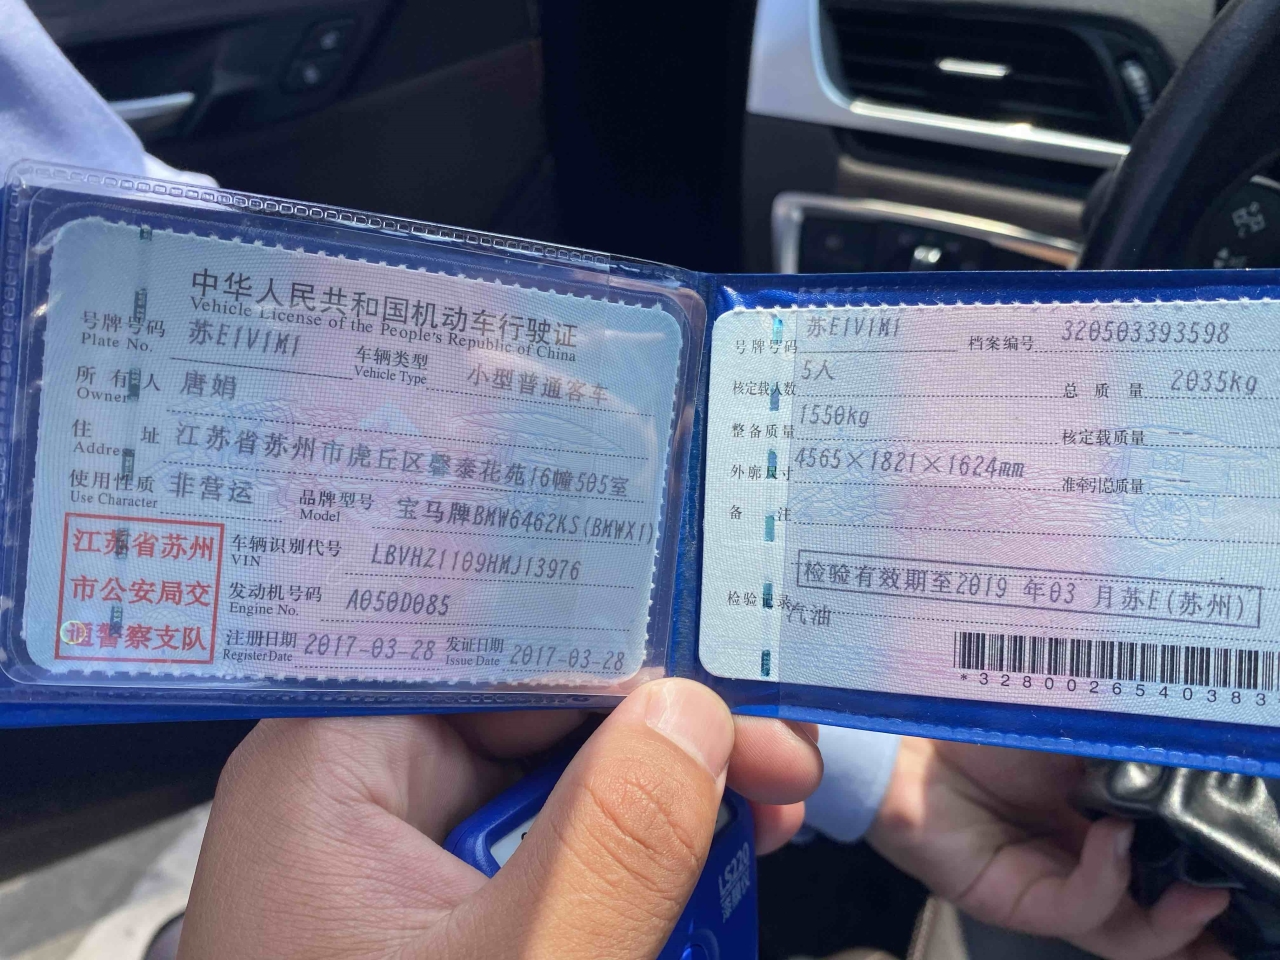 中华人民共和国机动车行驶证
Vehicle License of the People's Republic of China
号牌号码 苏E1V1M1 车辆类型 小型普通客车
Plate No. Vehicle Type
所有人 唐娟
Owner
住址 江苏省苏州市虎丘区馨泰花苑16幢505室
Address
使用性质 非营运 品牌型号 宝马牌BMW6462KS(BMWX1)
Use Character Model
江苏省苏州
市公安局交
通警察支队
车辆识别代号 LBVHZ1109HMJ13976
VIN
发动机号码 A050D085
Engine No.
注册日期 2017-03-28 发证日期 2017-03-28
Register Date Issue Date
号牌号码 苏E1V1M1 档案编号 320503393598
核定载人数 5人 总质量 2035kg
整备质量 1550kg 核定载质量 --
外廓尺寸 4565×1821×1624mm 准牵引总质量 --
备注
检验有效期至2019年03月苏E(苏州)
检验记录 汽油
*3280026540383
LS220